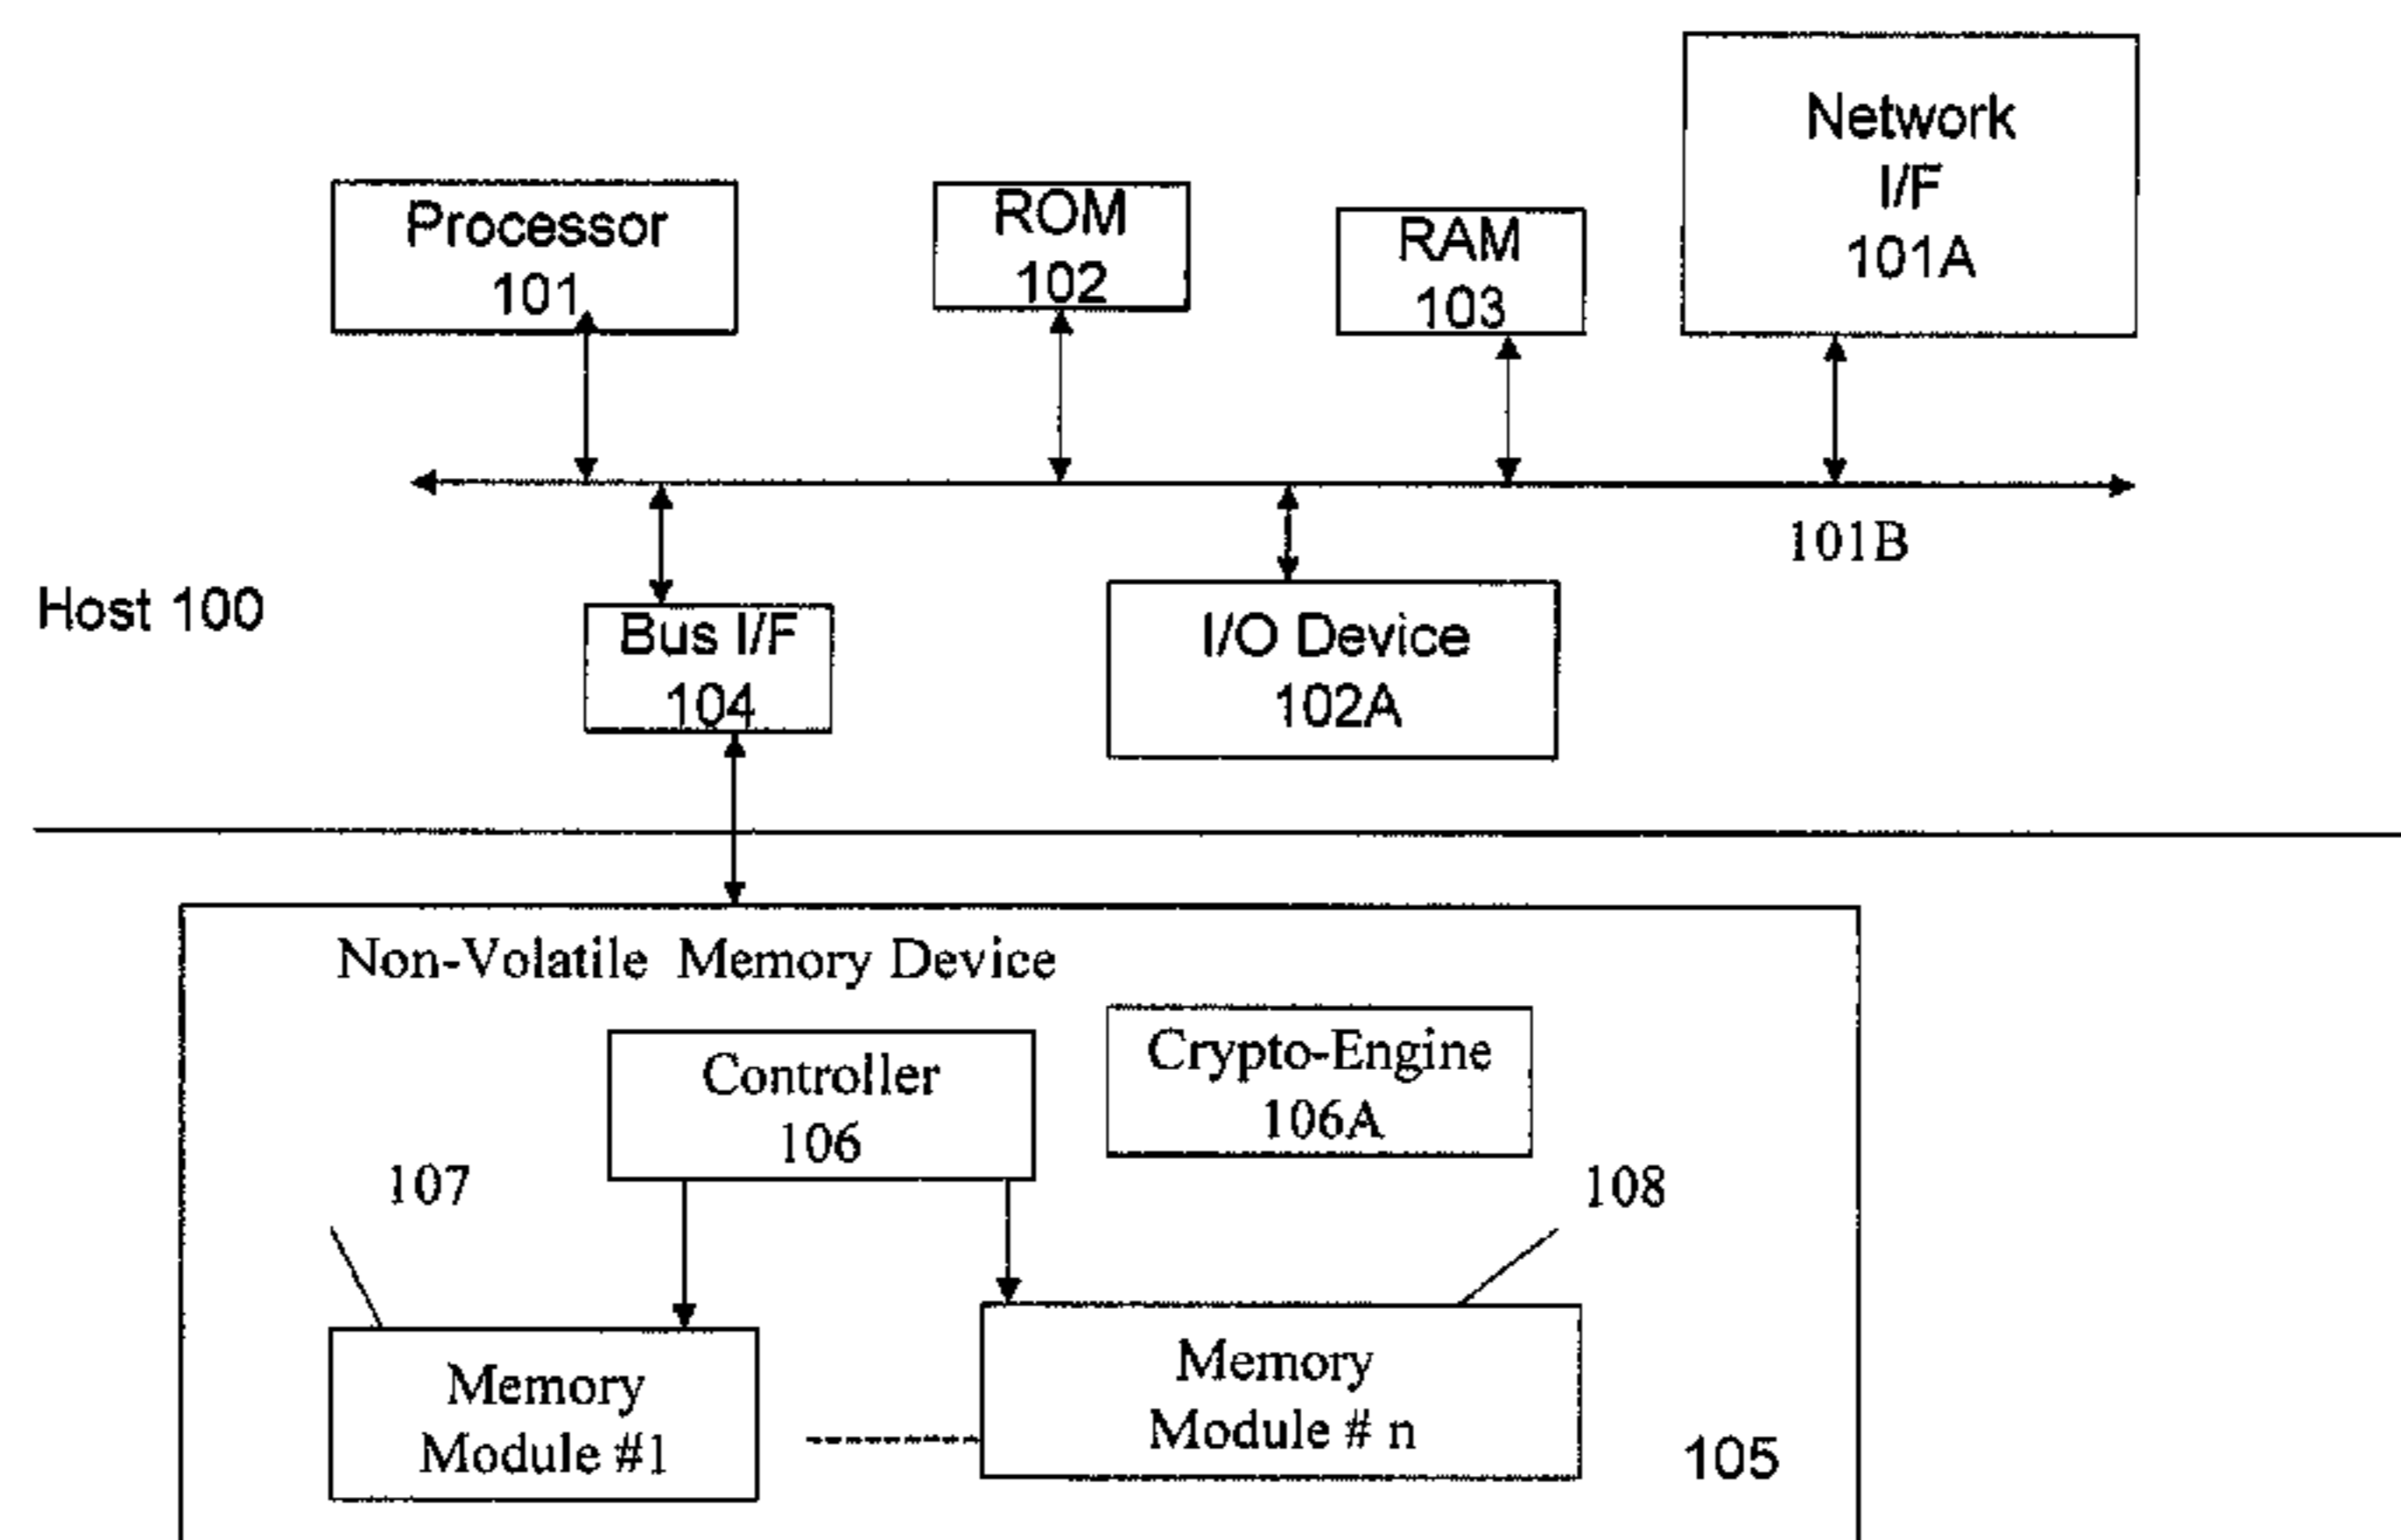 Network
I/F
101A
Processor
101
ROM
102
RAM
103
101B
Host 100
Bus I/F
104
I/O Device
102A
Non-Volatile Memory Device
Controller
106
Crypto-Engine
106A
107
108
Memory
Module #1
Memory
Module # n
105